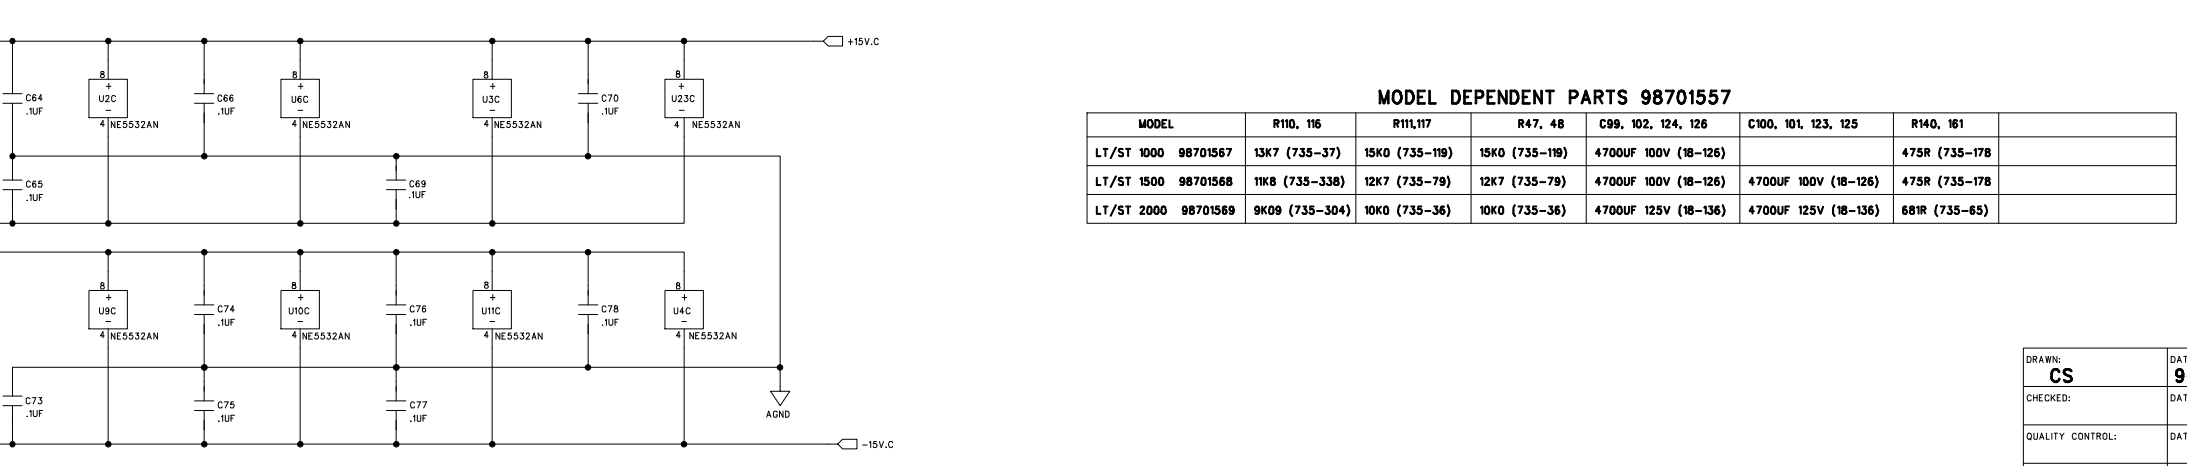 +15V.C
8 8 8 8
+ + + +
C64 U2C C66 U6C U3C C70 U23C
.1UF - .1UF - - .1UF -
4 NE5532AN 4 NE5532AN 4 NE5532AN 4 NE5532AN
C65 C69
.1UF .1UF
8 8 8 8
+ + + +
U9C C74 U10C C76 U11C C78 U4C
- .1UF - .1UF - .1UF -
4 NE5532AN 4 NE5532AN 4 NE5532AN 4 NE5532AN
C73 C75 C77
.1UF .1UF .1UF
AGND
-15V.C
MODEL DEPENDENT PARTS 98701557
MODEL R110, 116 R111,117 R47, 48 C99, 102, 124, 126 C100, 101, 123, 125 R140, 161
LT/ST 1000 98701567 13K7 (735-37) 15K0 (735-119) 15K0 (735-119) 4700UF 100V (18-126) 475R (735-178
LT/ST 1500 98701568 11K8 (735-338) 12K7 (735-79) 12K7 (735-79) 4700UF 100V (18-126) 4700UF 100V (18-126) 475R (735-178
LT/ST 2000 98701569 9K09 (735-304) 10K0 (735-36) 10K0 (735-36) 4700UF 125V (18-136) 4700UF 125V (18-136) 681R (735-65)
DRAWN: DAT
CS 9
CHECKED: DAT
QUALITY CONTROL: DAT